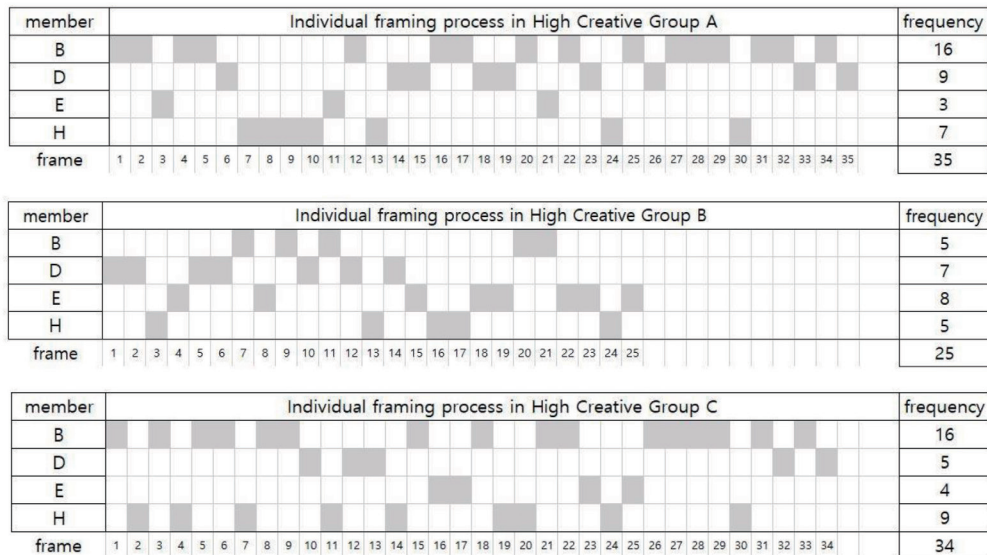 member Individual framing process in High Creative Group A frequency
B 16
D 9
E 3
H 7
frame 1 2 3 4 5 6 7 8 9 10 11 12 13 14 15 16 17 18 19 20 21 22 23 24 25 26 27 28 29 30 31 32 33 34 35 35
member Individual framing process in High Creative Group B frequency
B 5
D 7
E 8
H 5
frame 1 2 3 4 5 6 7 8 9 10 11 12 13 14 15 16 17 18 19 20 21 22 23 24 25 25
member Individual framing process in High Creative Group C frequency
B 16
D 5
E 4
H 9
frame 1 2 3 4 5 6 7 8 9 10 11 12 13 14 15 16 17 18 19 20 21 22 23 24 25 26 27 28 29 30 31 32 33 34 34